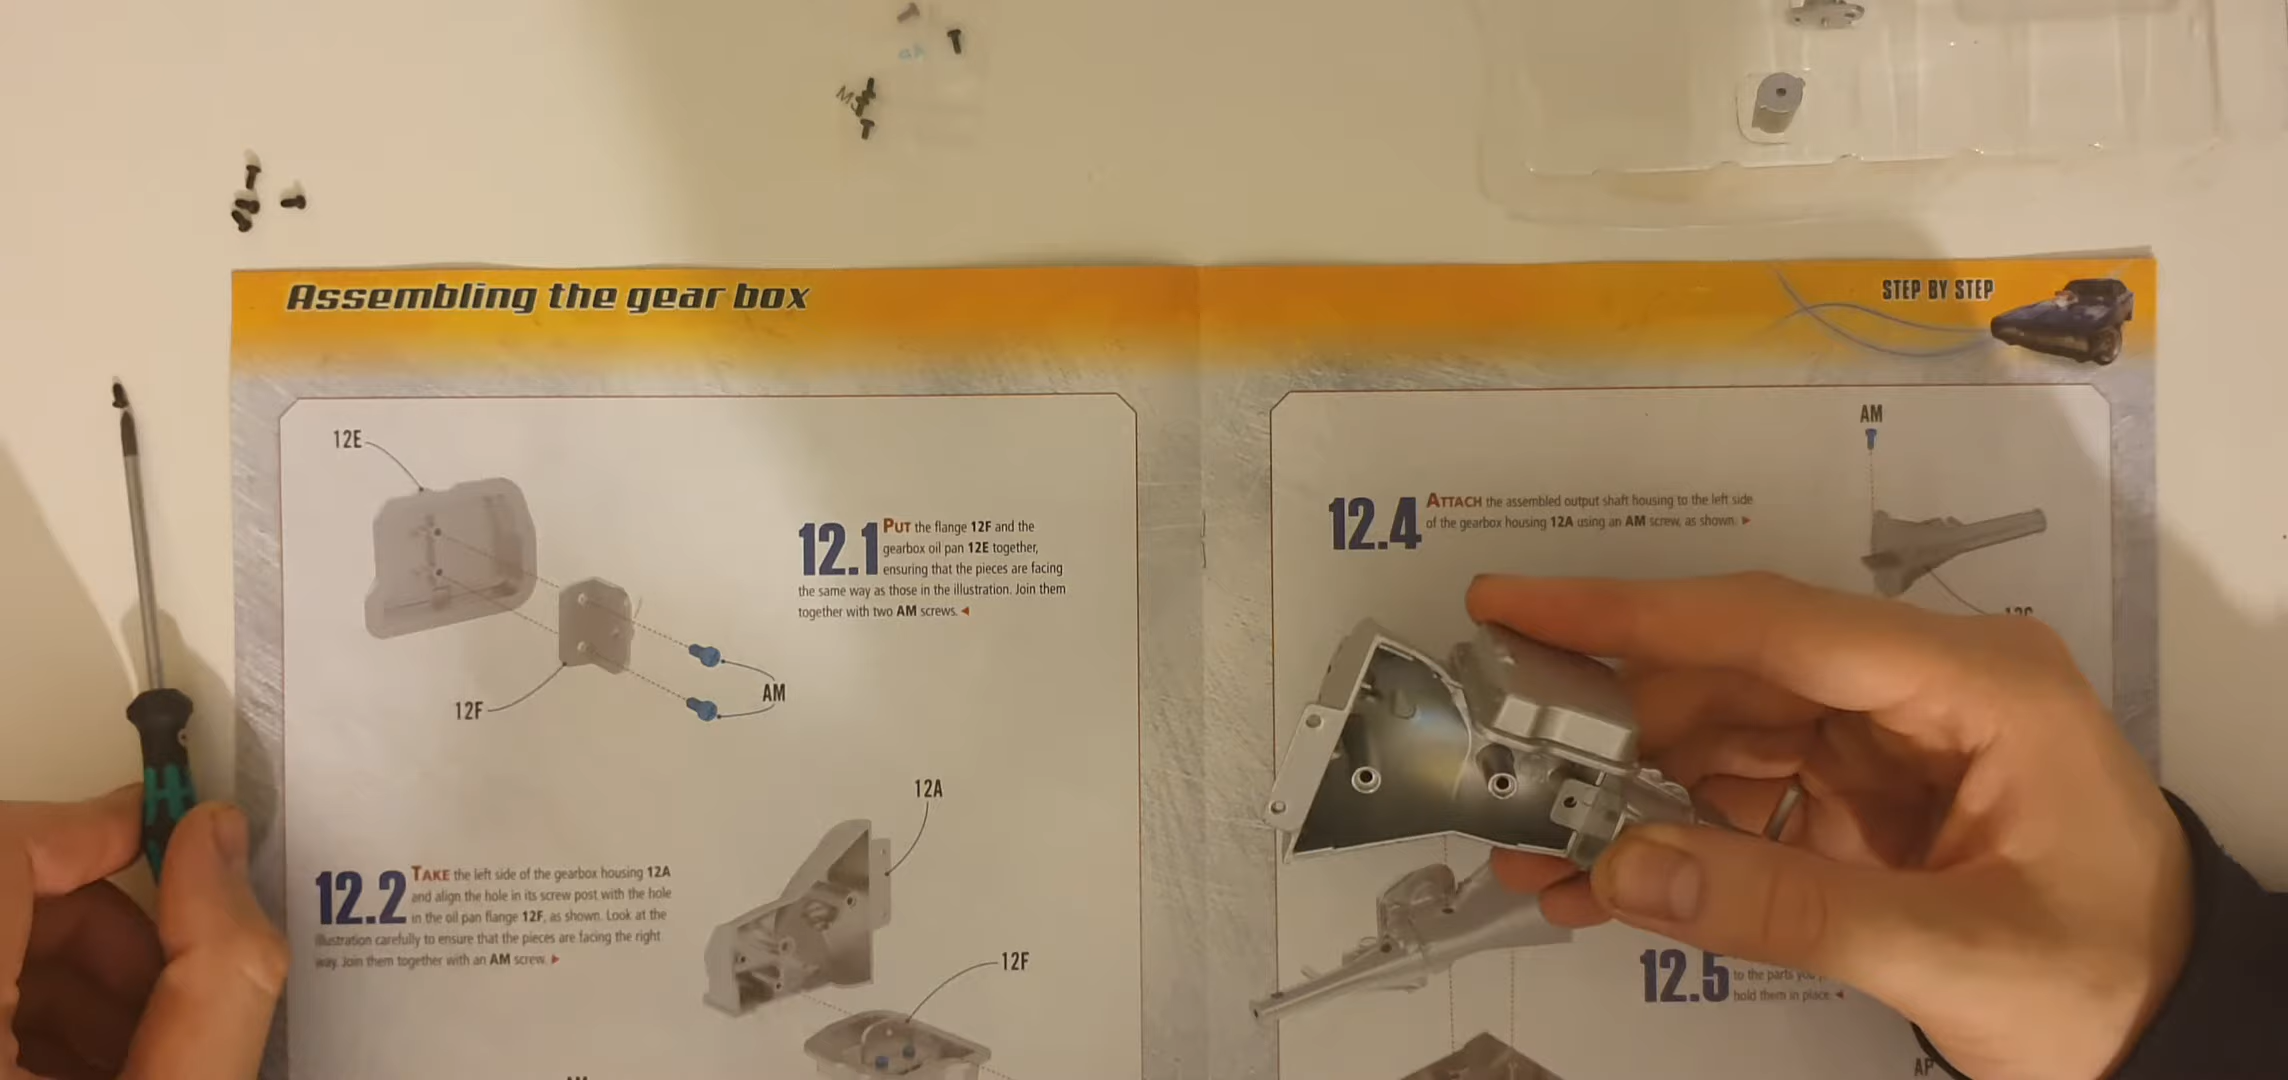 Assembling the gear box
STEP BY STEP
12E
12F
AM
12.1 PUT the flange 12F and the
gearbox oil pan 12E together,
ensuring that the pieces are facing
the same way as those in the illustration. Join them
together with two AM screws. ◀
12A
12.2 TAKE the left side of the gearbox housing 12A
and align the hole in its screw post with the hole
in the oil pan flange 12F, as shown. Look at the
illustration carefully to ensure that the pieces are facing the right
way. Join them together with an AM screw. ▶
12F
AM
12.4 ATTACH the assembled output shaft housing to the left side
of the gearbox housing 12A using an AM screw, as shown. ▶
12.5
to the parts
hold them in place. ◀
AP